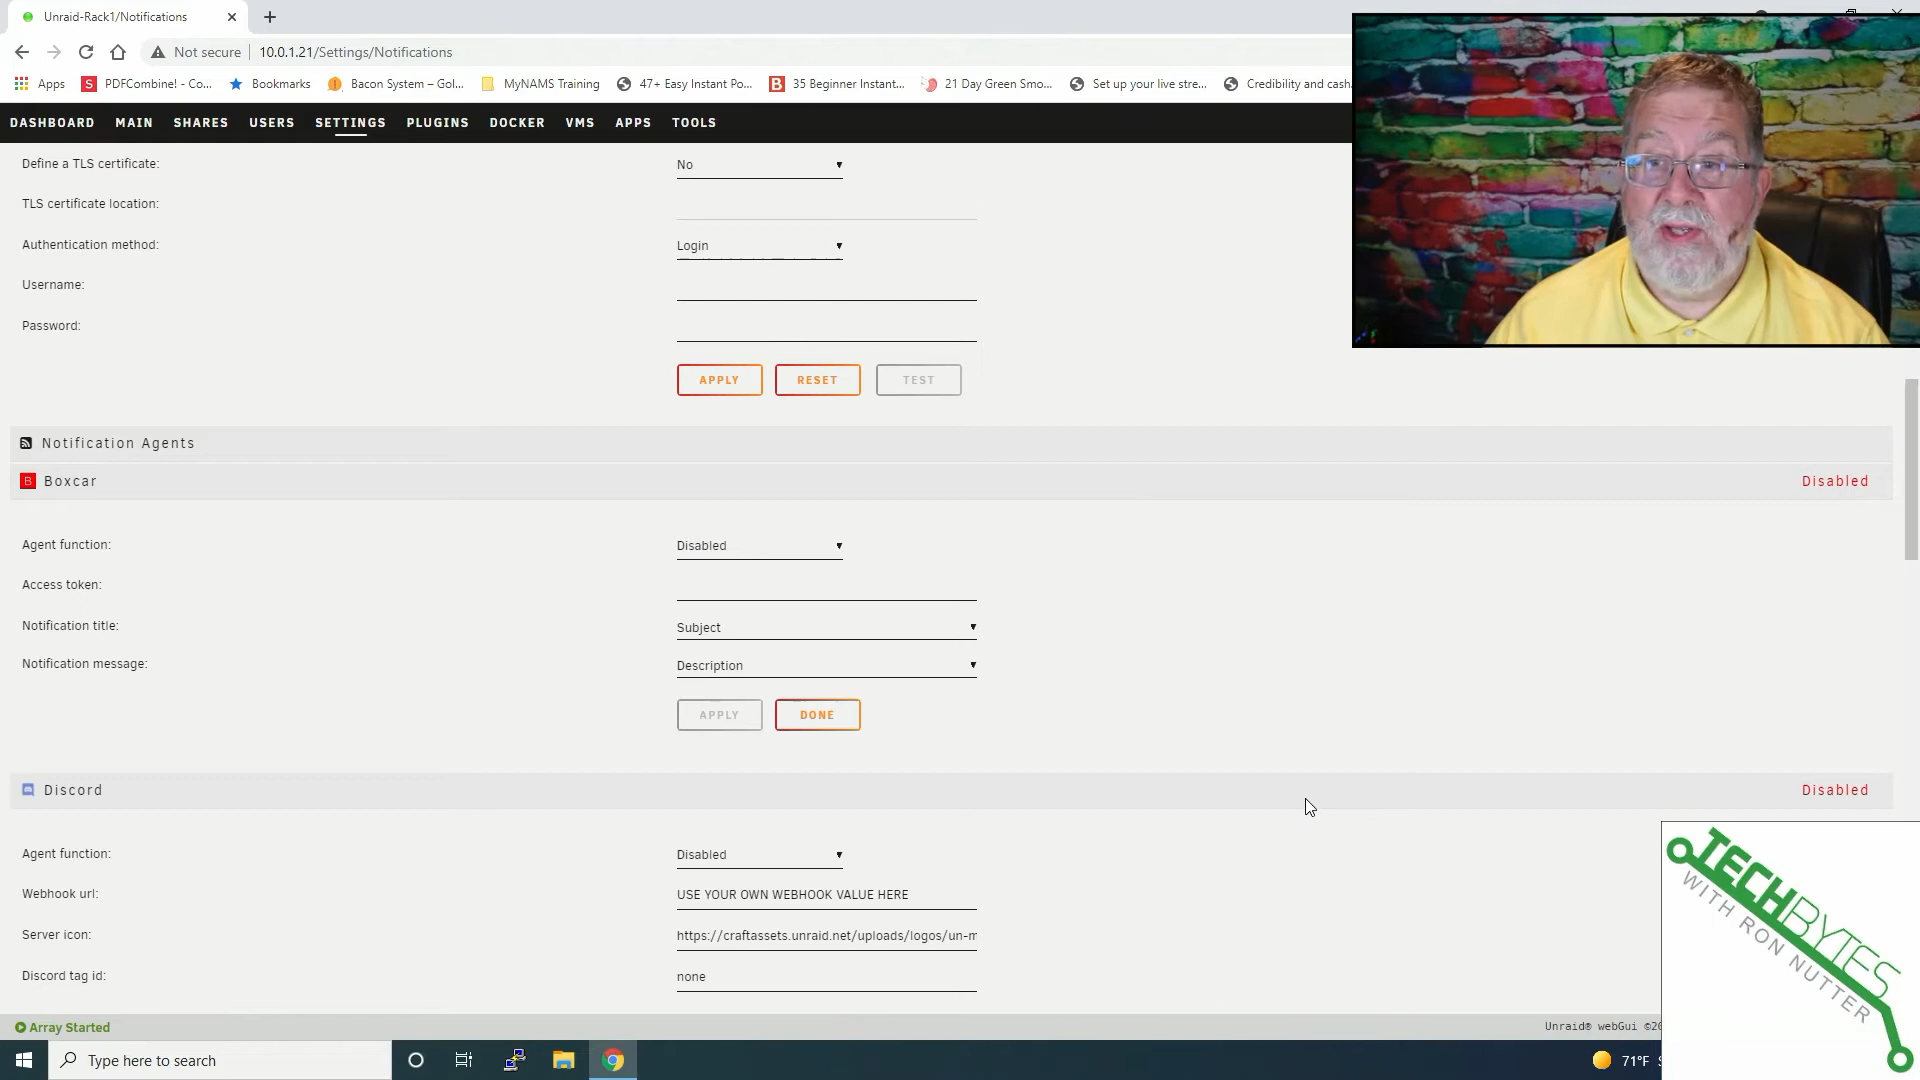 Unraid-Rack1/Notifications
Not secure 10.0.1.21/Settings/Notifications
Apps PDFCombine! - Co... Bookmarks Bacon System – Gol... MyNAMS Training 47+ Easy Instant Po... 35 Beginner Instant... 21 Day Green Smo... Set up your live stre... Credibility and cash
DASHBOARD MAIN SHARES USERS SETTINGS PLUGINS DOCKER VMS APPS TOOLS
Define a TLS certificate: No
TLS certificate location:
Authentication method: Login
Username:
Password:
APPLY RESET TEST
Notification Agents
B Boxcar Disabled
Agent function: Disabled
Access token:
Notification title: Subject
Notification message: Description
APPLY DONE
Discord Disabled
Agent function: Disabled
Webhook url: USE YOUR OWN WEBHOOK VALUE HERE
Server icon: https://craftassets.unraid.net/uploads/logos/un-m
Discord tag id: none
TECHBYTES
WITH RON NUTTER
Array Started Unraid® webGui ©20
Type here to search 71°F